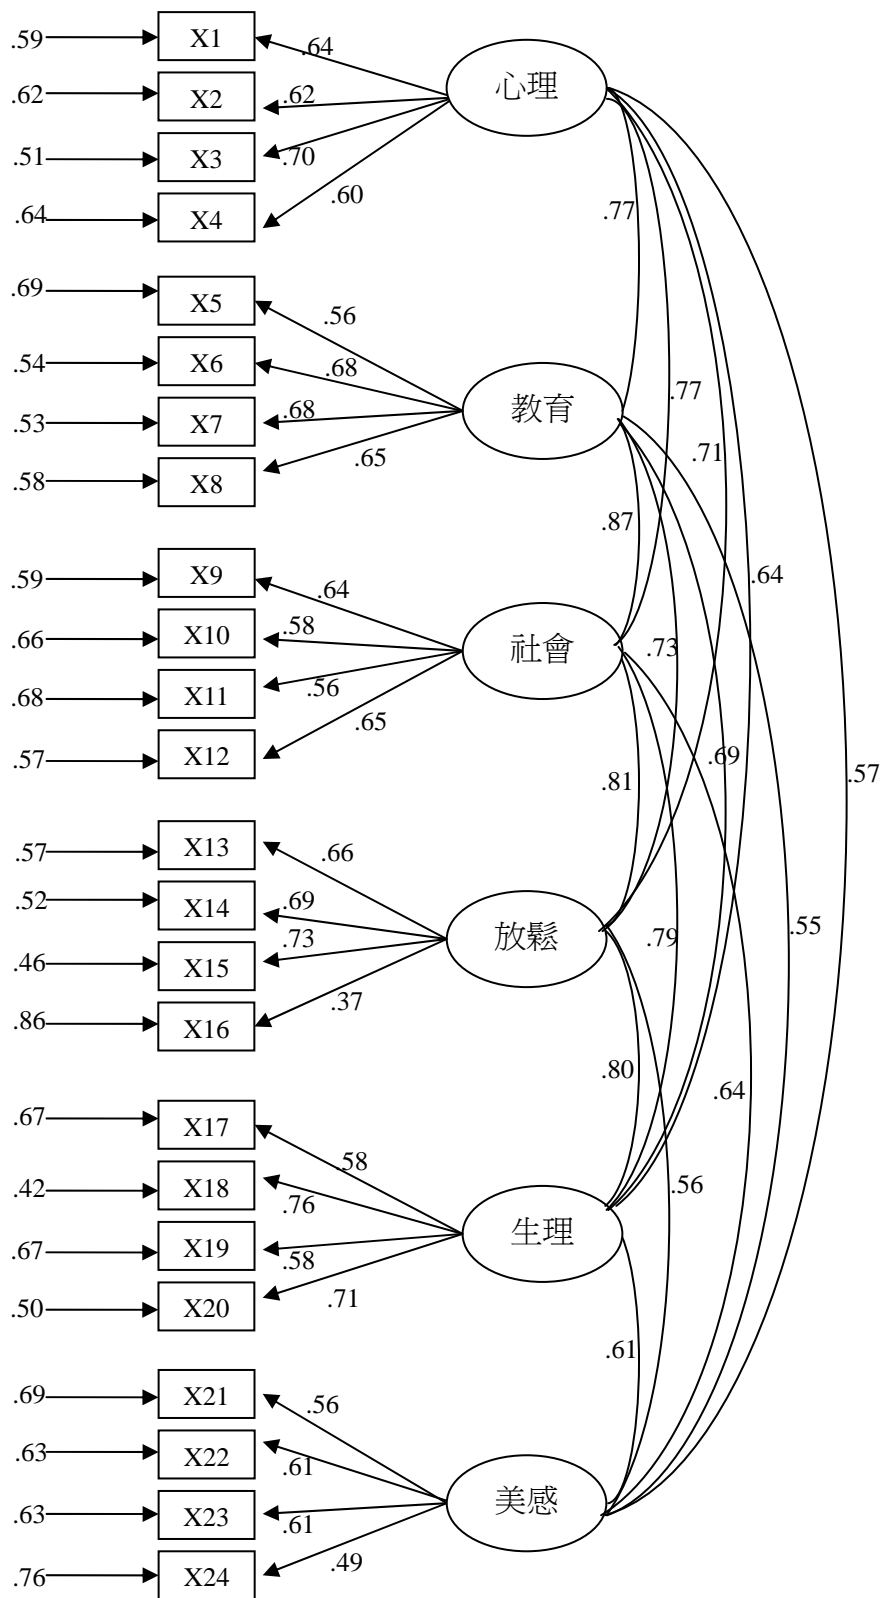 .59 X1 .64 心理
.62 X2 .62
.51 X3 .70
.64 X4 .60
.77
.69 X5 .56
.54 X6 .68 .77
.53 X7 .68 教育
.58 X8 .65 .71
.87
.59 X9 .64 .64
.66 X10 .58 社會 .73
.68 X11 .56
.57 X12 .65 .69
.81 .57
.57 X13 .66
.52 X14 .69 放鬆
.46 X15 .73 .79 .55
.86 X16 .37
.80 .64
.67 X17 .58
.42 X18 .76 .56
.67 X19 .58 生理
.50 X20 .71
.61
.69 X21 .56
.63 X22 .61
.63 X23 .61 美感
.76 X24 .49